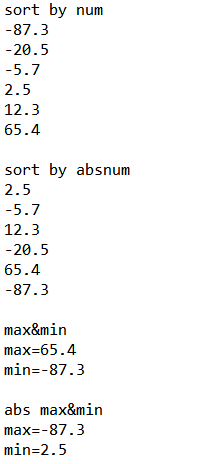 sort by num
-87.3
-20.5
-5.7
2.5
12.3
65.4

sort by absnum
2.5
-5.7
12.3
-20.5
65.4
-87.3

max&min
max=65.4
min=-87.3

abs max&min
max=-87.3
min=2.5